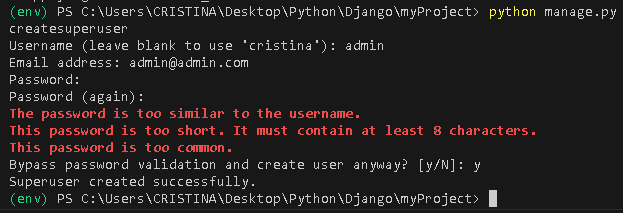 (env) PS C:\Users\CRISTINA\Desktop\Python\Django\myProject> python manage.py
createsuperuser
Username (leave blank to use 'cristina'): admin
Email address: admin@admin.com
Password:
Password (again):
The password is too similar to the username.
This password is too short. It must contain at least 8 characters.
This password is too common.
Bypass password validation and create user anyway? [y/N]: y
Superuser created successfully.
(env) PS C:\Users\CRISTINA\Desktop\Python\Django\myProject>